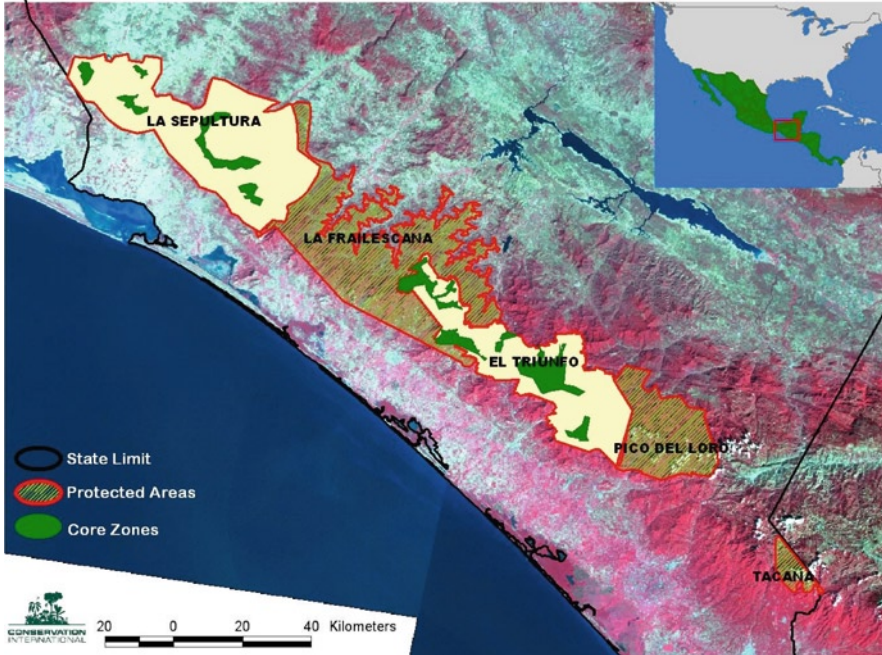 LA SEPULTURA
LA FRAILESCANA
EL TRIUNFO
PICO DEL LORO
TACANA
State Limit
Protected Areas
Core Zones
CONSERVATION
INTERNATIONAL
20 0 20 40 Kilometers